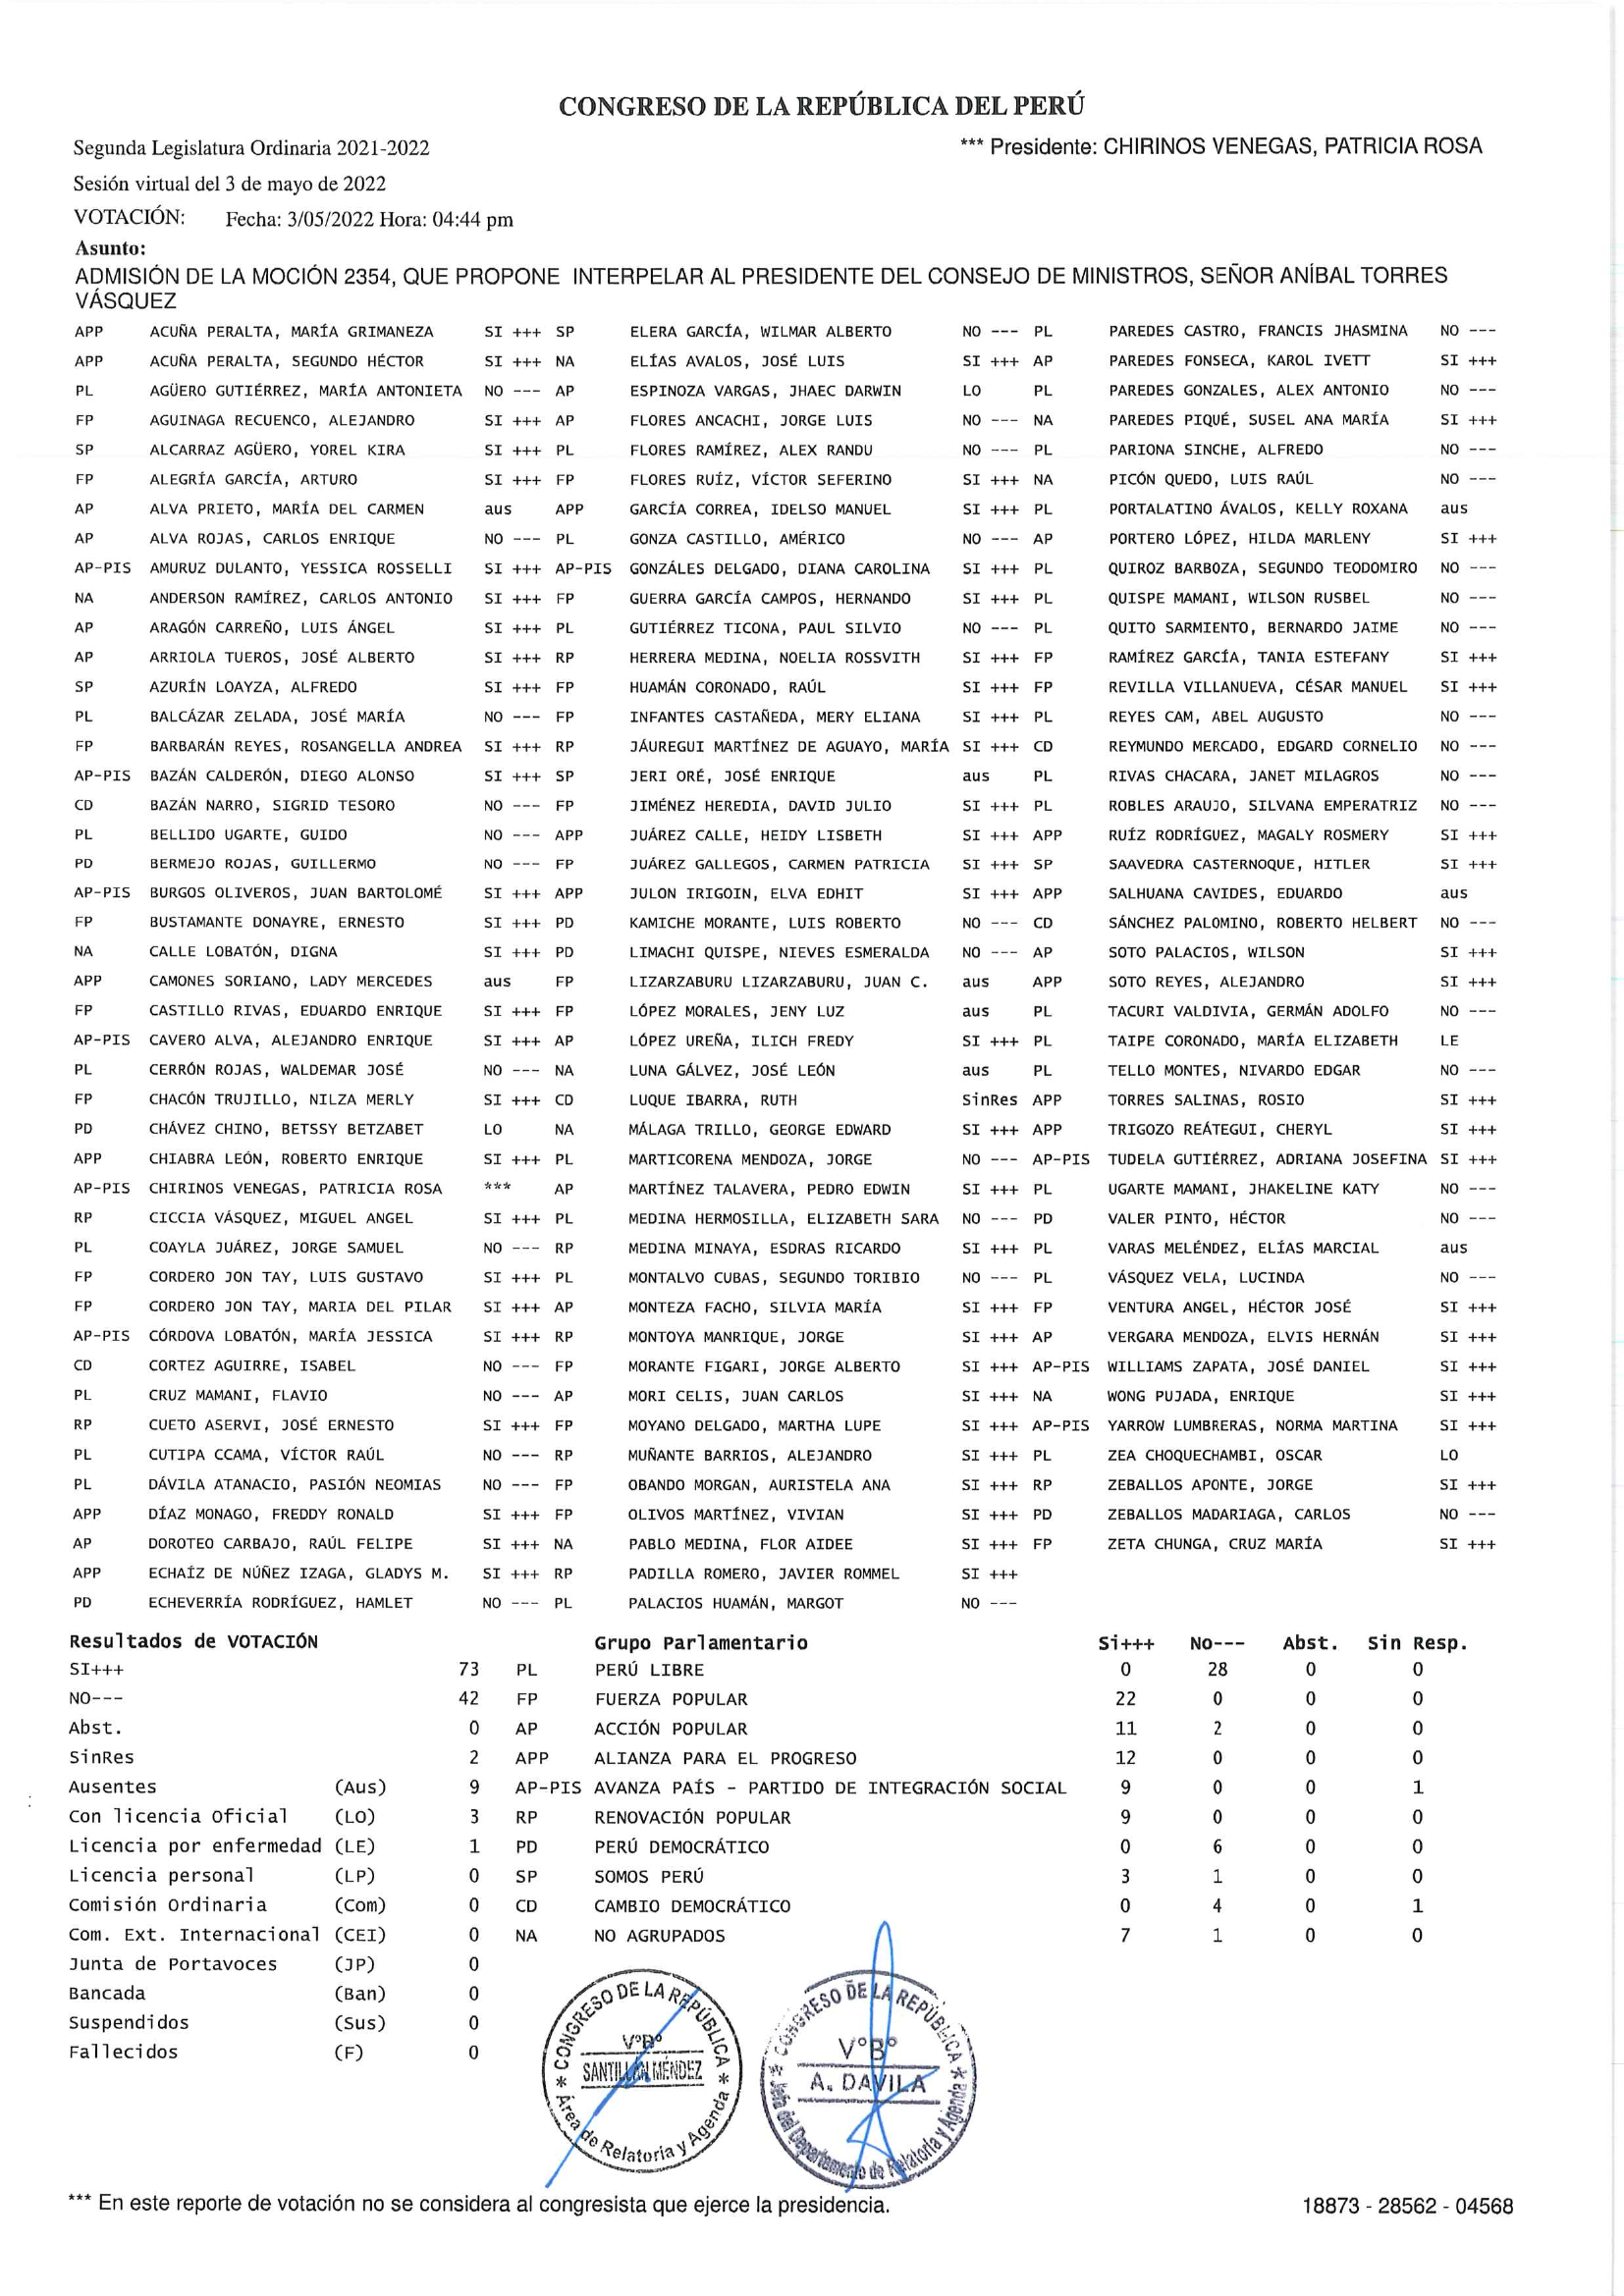 CONGRESO DE LA REPÚBLICA DEL PERÚ
Segunda Legislatura Ordinaria 2021-2022 *** Presidente: CHIRINOS VENEGAS, PATRICIA ROSA
Sesión virtual del 3 de mayo de 2022
VOTACIÓN: Fecha: 3/05/2022 Hora: 04:44 pm
Asunto:
ADMISIÓN DE LA MOCIÓN 2354, QUE PROPONE INTERPELAR AL PRESIDENTE DEL CONSEJO DE MINISTROS, SEÑOR ANÍBAL TORRES
VÁSQUEZ
APP ACUÑA PERALTA, MARÍA GRIMANEZA SI +++ SP ELERA GARCÍA, WILMAR ALBERTO NO --- PL PAREDES CASTRO, FRANCIS JHASMINA NO ---
APP ACUÑA PERALTA, SEGUNDO HÉCTOR SI +++ NA ELÍAS AVALOS, JOSÉ LUIS SI +++ AP PAREDES FONSECA, KAROL IVETT SI +++
PL AGÜERO GUTIÉRREZ, MARÍA ANTONIETA NO --- AP ESPINOZA VARGAS, JHAEC DARWIN LO PL PAREDES GONZALES, ALEX ANTONIO NO ---
FP AGUINAGA RECUENCO, ALEJANDRO SI +++ AP FLORES ANCACHI, JORGE LUIS NO --- NA PAREDES PIQUÉ, SUSEL ANA MARÍA SI +++
SP ALCARRAZ AGÜERO, YOREL KIRA SI +++ PL FLORES RAMÍREZ, ALEX RANDU NO --- PL PARIONA SINCHE, ALFREDO NO ---
FP ALEGRÍA GARCÍA, ARTURO SI +++ FP FLORES RUÍZ, VÍCTOR SEFERINO SI +++ NA PICÓN QUEDO, LUIS RAÚL NO ---
AP ALVA PRIETO, MARÍA DEL CARMEN aus APP GARCÍA CORREA, IDELSO MANUEL SI +++ PL PORTALATINO ÁVALOS, KELLY ROXANA aus
AP ALVA ROJAS, CARLOS ENRIQUE NO --- PL GONZA CASTILLO, AMÉRICO NO --- AP PORTERO LÓPEZ, HILDA MARLENY SI +++
AP-PIS AMURUZ DULANTO, YESSICA ROSSELLI SI +++ AP-PIS GONZÁLES DELGADO, DIANA CAROLINA SI +++ PL QUIROZ BARBOZA, SEGUNDO TEODOMIRO NO ---
NA ANDERSON RAMÍREZ, CARLOS ANTONIO SI +++ FP GUERRA GARCÍA CAMPOS, HERNANDO SI +++ PL QUISPE MAMANI, WILSON RUSBEL NO ---
AP ARAGÓN CARREÑO, LUIS ÁNGEL SI +++ PL GUTIÉRREZ TICONA, PAUL SILVIO NO --- PL QUITO SARMIENTO, BERNARDO JAIME NO ---
AP ARRIOLA TUEROS, JOSÉ ALBERTO SI +++ RP HERRERA MEDINA, NOELIA ROSSVITH SI +++ FP RAMÍREZ GARCÍA, TANIA ESTEFANY SI +++
SP AZURÍN LOAYZA, ALFREDO SI +++ FP HUAMÁN CORONADO, RAÚL SI +++ FP REVILLA VILLANUEVA, CÉSAR MANUEL SI +++
PL BALCÁZAR ZELADA, JOSÉ MARÍA NO --- FP INFANTES CASTAÑEDA, MERY ELIANA SI +++ PL REYES CAM, ABEL AUGUSTO NO ---
FP BARBARÁN REYES, ROSANGELLA ANDREA SI +++ RP JÁUREGUI MARTÍNEZ DE AGUAYO, MARÍA SI +++ CD REYMUNDO MERCADO, EDGARD CORNELIO NO ---
AP-PIS BAZÁN CALDERÓN, DIEGO ALONSO SI +++ SP JERI ORÉ, JOSÉ ENRIQUE aus PL RIVAS CHACARA, JANET MILAGROS NO ---
CD BAZÁN NARRO, SIGRID TESORO NO --- FP JIMÉNEZ HEREDIA, DAVID JULIO SI +++ PL ROBLES ARAUJO, SILVANA EMPERATRIZ NO ---
PL BELLIDO UGARTE, GUIDO NO --- APP JUÁREZ CALLE, HEIDY LISBETH SI +++ APP RUÍZ RODRÍGUEZ, MAGALY ROSMERY SI +++
PD BERMEJO ROJAS, GUILLERMO NO --- FP JUÁREZ GALLEGOS, CARMEN PATRICIA SI +++ SP SAAVEDRA CASTERNOQUE, HITLER SI +++
AP-PIS BURGOS OLIVEROS, JUAN BARTOLOMÉ SI +++ APP JULON IRIGOIN, ELVA EDHIT SI +++ APP SALHUANA CAVIDES, EDUARDO aus
FP BUSTAMANTE DONAYRE, ERNESTO SI +++ PD KAMICHE MORANTE, LUIS ROBERTO NO --- CD SÁNCHEZ PALOMINO, ROBERTO HELBERT NO ---
NA CALLE LOBATÓN, DIGNA SI +++ PD LIMACHI QUISPE, NIEVES ESMERALDA NO --- AP SOTO PALACIOS, WILSON SI +++
APP CAMONES SORIANO, LADY MERCEDES aus FP LIZARZABURU LIZARZABURU, JUAN C. aus APP SOTO REYES, ALEJANDRO SI +++
FP CASTILLO RIVAS, EDUARDO ENRIQUE SI +++ FP LÓPEZ MORALES, JENY LUZ aus PL TACURI VALDIVIA, GERMÁN ADOLFO NO ---
AP-PIS CAVERO ALVA, ALEJANDRO ENRIQUE SI +++ AP LÓPEZ UREÑA, ILICH FREDY SI +++ PL TAIPE CORONADO, MARÍA ELIZABETH LE
PL CERRÓN ROJAS, WALDEMAR JOSÉ NO --- NA LUNA GÁLVEZ, JOSÉ LEÓN aus PL TELLO MONTES, NIVARDO EDGAR NO ---
FP CHACÓN TRUJILLO, NILZA MERLY SI +++ CD LUQUE IBARRA, RUTH SinRes APP TORRES SALINAS, ROSIO SI +++
PD CHÁVEZ CHINO, BETSSY BETZABET LO NA MÁLAGA TRILLO, GEORGE EDWARD SI +++ APP TRIGOZO REÁTEGUI, CHERYL SI +++
APP CHIABRA LEÓN, ROBERTO ENRIQUE SI +++ PL MARTICORENA MENDOZA, JORGE NO --- AP-PIS TUDELA GUTIÉRREZ, ADRIANA JOSEFINA SI +++
AP-PIS CHIRINOS VENEGAS, PATRICIA ROSA *** AP MARTÍNEZ TALAVERA, PEDRO EDWIN SI +++ PL UGARTE MAMANI, JHAKELINE KATY NO ---
RP CICCIA VÁSQUEZ, MIGUEL ANGEL SI +++ PL MEDINA HERMOSILLA, ELIZABETH SARA NO --- PD VALER PINTO, HÉCTOR NO ---
PL COAYLA JUÁREZ, JORGE SAMUEL NO --- RP MEDINA MINAYA, ESDRAS RICARDO SI +++ PL VARAS MELÉNDEZ, ELÍAS MARCIAL aus
FP CORDERO JON TAY, LUIS GUSTAVO SI +++ PL MONTALVO CUBAS, SEGUNDO TORIBIO NO --- PL VÁSQUEZ VELA, LUCINDA NO ---
FP CORDERO JON TAY, MARIA DEL PILAR SI +++ AP MONTEZA FACHO, SILVIA MARÍA SI +++ FP VENTURA ANGEL, HÉCTOR JOSÉ SI +++
AP-PIS CÓRDOVA LOBATÓN, MARÍA JESSICA SI +++ RP MONTOYA MANRIQUE, JORGE SI +++ AP VERGARA MENDOZA, ELVIS HERNÁN SI +++
CD CORTEZ AGUIRRE, ISABEL NO --- FP MORANTE FIGARI, JORGE ALBERTO SI +++ AP-PIS WILLIAMS ZAPATA, JOSÉ DANIEL SI +++
PL CRUZ MAMANI, FLAVIO NO --- AP MORI CELIS, JUAN CARLOS SI +++ NA WONG PUJADA, ENRIQUE SI +++
RP CUETO ASERVI, JOSÉ ERNESTO SI +++ FP MOYANO DELGADO, MARTHA LUPE SI +++ AP-PIS YARROW LUMBRERAS, NORMA MARTINA SI +++
PL CUTIPA CCAMA, VÍCTOR RAÚL NO --- RP MUÑANTE BARRIOS, ALEJANDRO SI +++ PL ZEA CHOQUECHAMBI, OSCAR LO
PL DÁVILA ATANACIO, PASIÓN NEOMIAS NO --- FP OBANDO MORGAN, AURISTELA ANA SI +++ RP ZEBALLOS APONTE, JORGE SI +++
APP DÍAZ MONAGO, FREDDY RONALD SI +++ FP OLIVOS MARTÍNEZ, VIVIAN SI +++ PD ZEBALLOS MADARIAGA, CARLOS NO ---
AP DOROTEO CARBAJO, RAÚL FELIPE SI +++ NA PABLO MEDINA, FLOR AIDEE SI +++ FP ZETA CHUNGA, CRUZ MARÍA SI +++
APP ECHAÍZ DE NÚÑEZ IZAGA, GLADYS M. SI +++ RP PADILLA ROMERO, JAVIER ROMMEL SI +++
PD ECHEVERRÍA RODRÍGUEZ, HAMLET NO --- PL PALACIOS HUAMÁN, MARGOT NO ---
Resultados de VOTACIÓN Grupo Parlamentario Si+++ No--- Abst. Sin Resp.
SI+++ 73 PL PERÚ LIBRE 0 28 0 0
NO--- 42 FP FUERZA POPULAR 22 0 0 0
Abst. 0 AP ACCIÓN POPULAR 11 2 0 0
SinRes 2 APP ALIANZA PARA EL PROGRESO 12 0 0 0
Ausentes (Aus) 9 AP-PIS AVANZA PAÍS - PARTIDO DE INTEGRACIÓN SOCIAL 9 0 0 1
Con licencia Oficial (LO) 3 RP RENOVACIÓN POPULAR 9 0 0 0
Licencia por enfermedad (LE) 1 PD PERÚ DEMOCRÁTICO 0 6 0 0
Licencia personal (LP) 0 SP SOMOS PERÚ 3 1 0 0
Comisión Ordinaria (Com) 0 CD CAMBIO DEMOCRÁTICO 0 4 0 1
Com. Ext. Internacional (CEI) 0 NA NO AGRUPADOS 7 1 0 0
Junta de Portavoces (JP) 0
Bancada (Ban) 0
Suspendidos (Sus) 0
Fallecidos (F) 0
CONGRESO DE LA REPÚBLICA
V°B°
SANTILLÁN MÉNDEZ
Área de Relatoria y Agenda
CONGRESO DE LA REPÚBLICA
V°B°
A. DAVILA
Jefa del Departamento de Relatoria y Agenda
*** En este reporte de votación no se considera al congresista que ejerce la presidencia. 18873 - 28562 - 04568